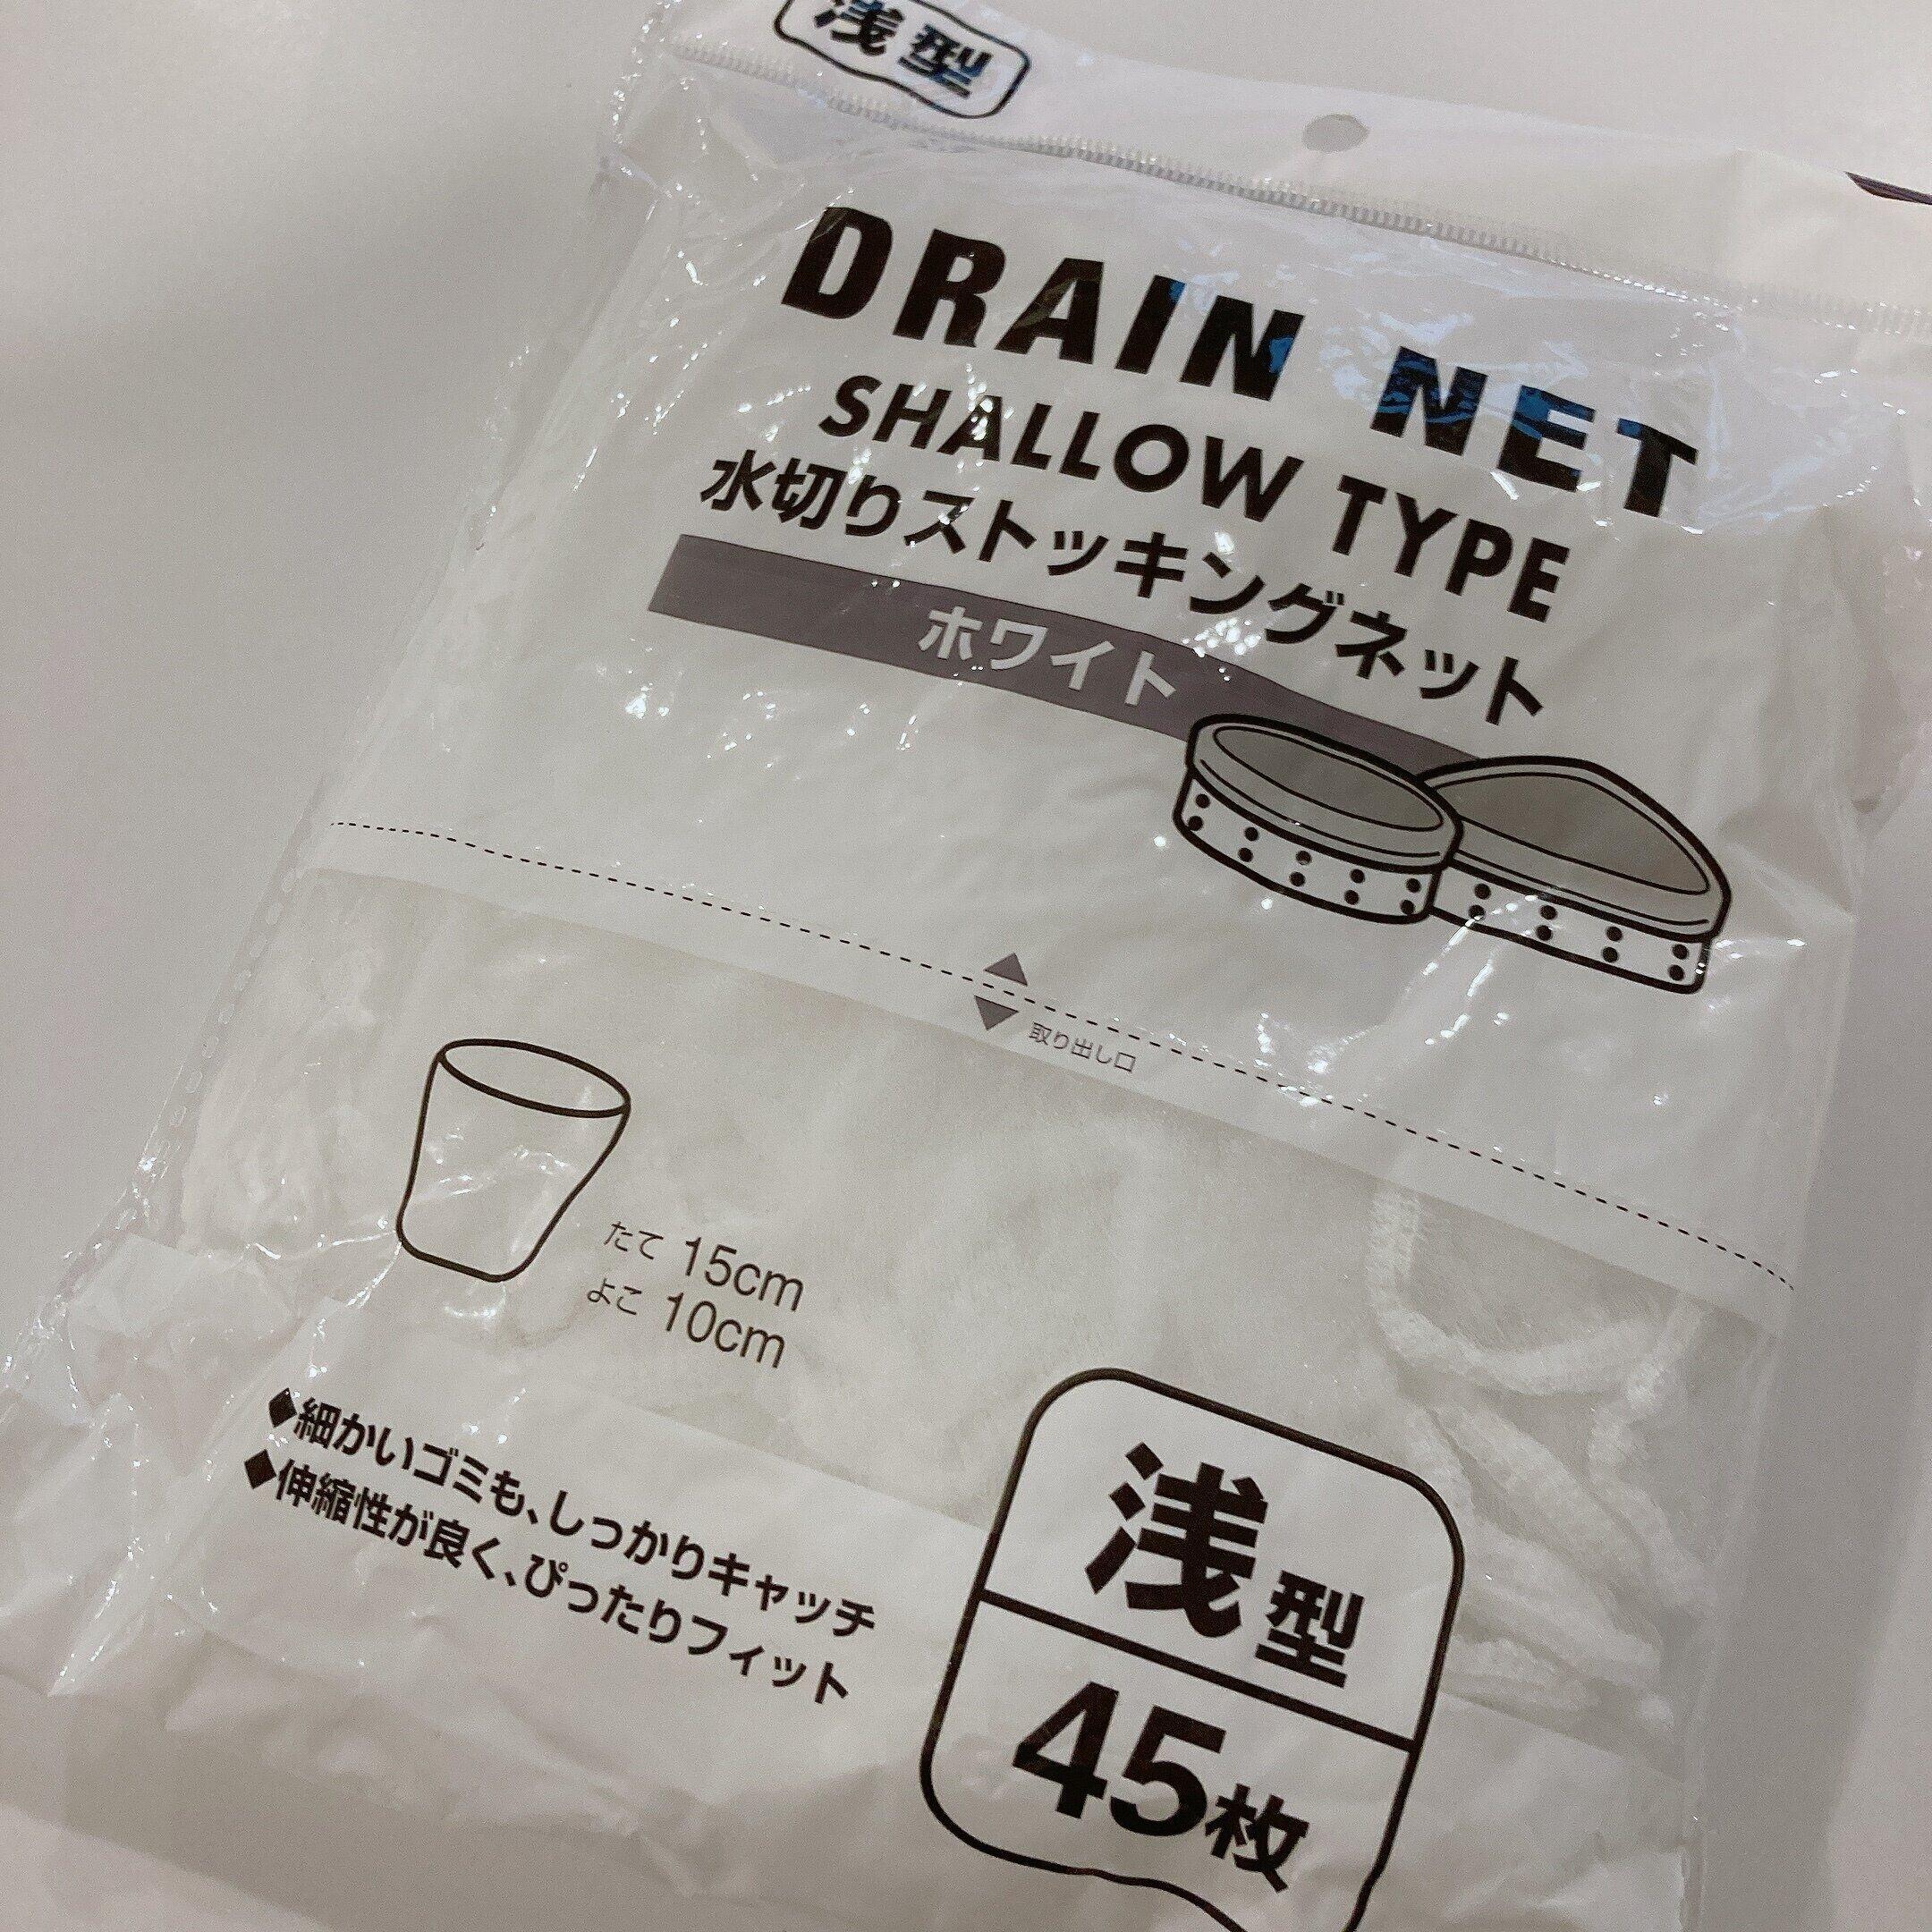 浅型
DRAIN NET
SHALLOW TYPE
水切りストッキングネット
ホワイト
取り出し口
たて 15cm
よこ 10cm
◆細かいゴミも、しっかりキャッチ
◆伸縮性が良く、ぴったりフィット
浅型
45枚